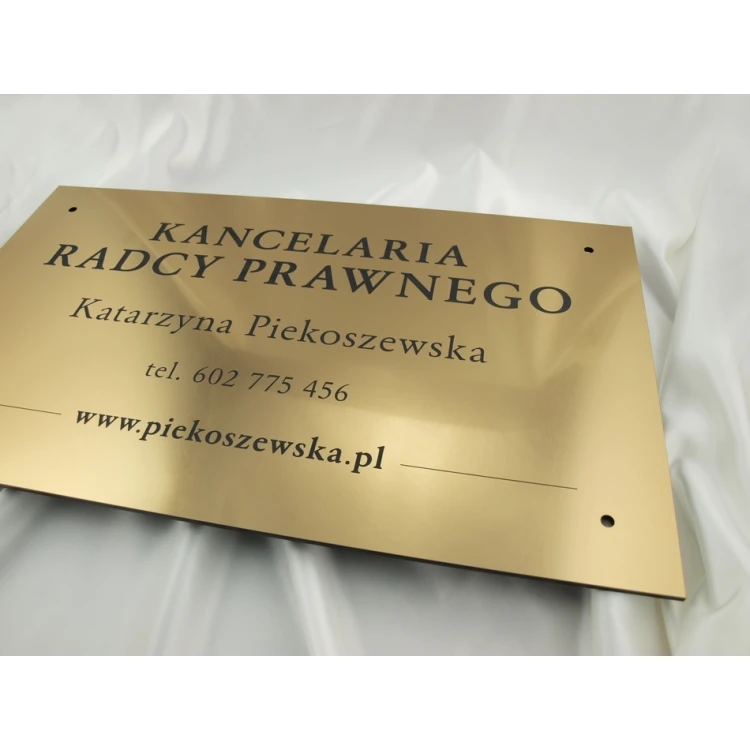 KANCELARIA
RADCY PRAWNEGO
Katarzyna Piekoszewska
tel. 602 775 456
www.piekoszewska.pl